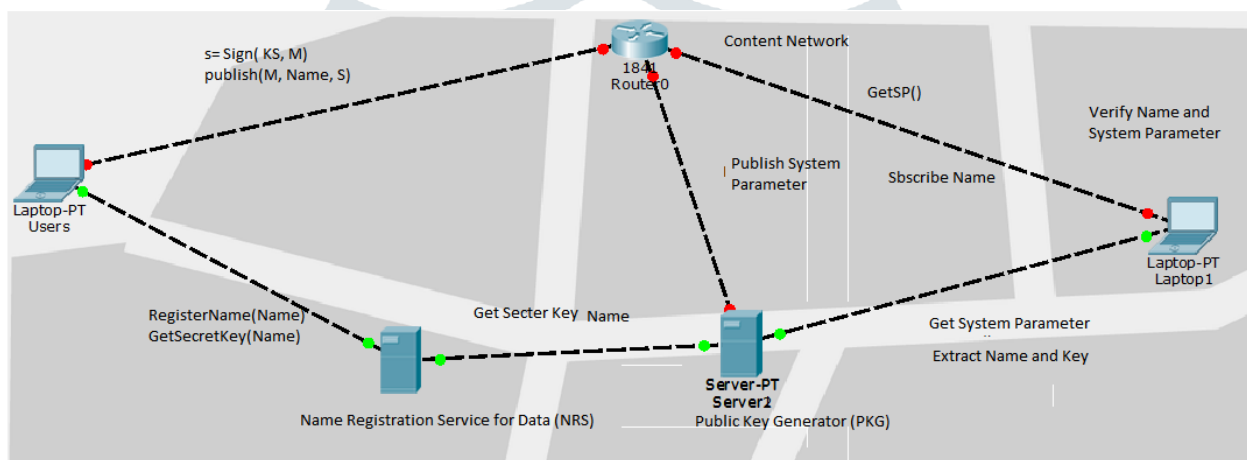 s= Sign( KS, M)
publish(M, Name, S)
1841
Router0
Content Network
GetSP()
Verify Name and
System Parameter
Publish System
Parameter
Sbscribe Name
Laptop-PT
Users
Laptop-PT
Laptop1
RegisterName(Name)
GetSecretKey(Name)
Get Secter Key Name
Get System Parameter
Extract Name and Key
Server-PT
Name Registration Service for Data (NRS)
Public Key Generator (PKG)